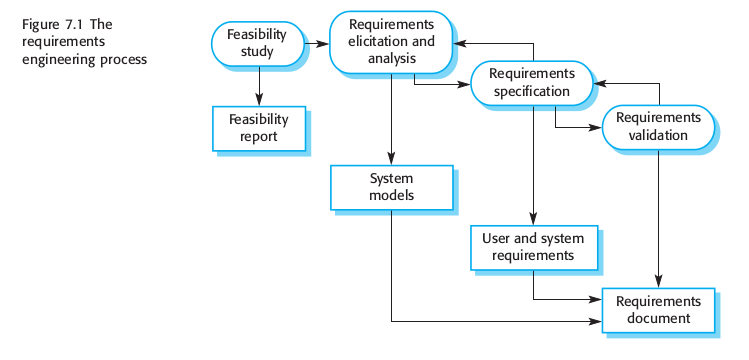 Figure 7.1 The
requirements
engineering process
Feasibility
study
Requirements
elicitation and
analysis
Requirements
specification
Requirements
validation
Feasibility
report
System
models
User and system
requirements
Requirements
document